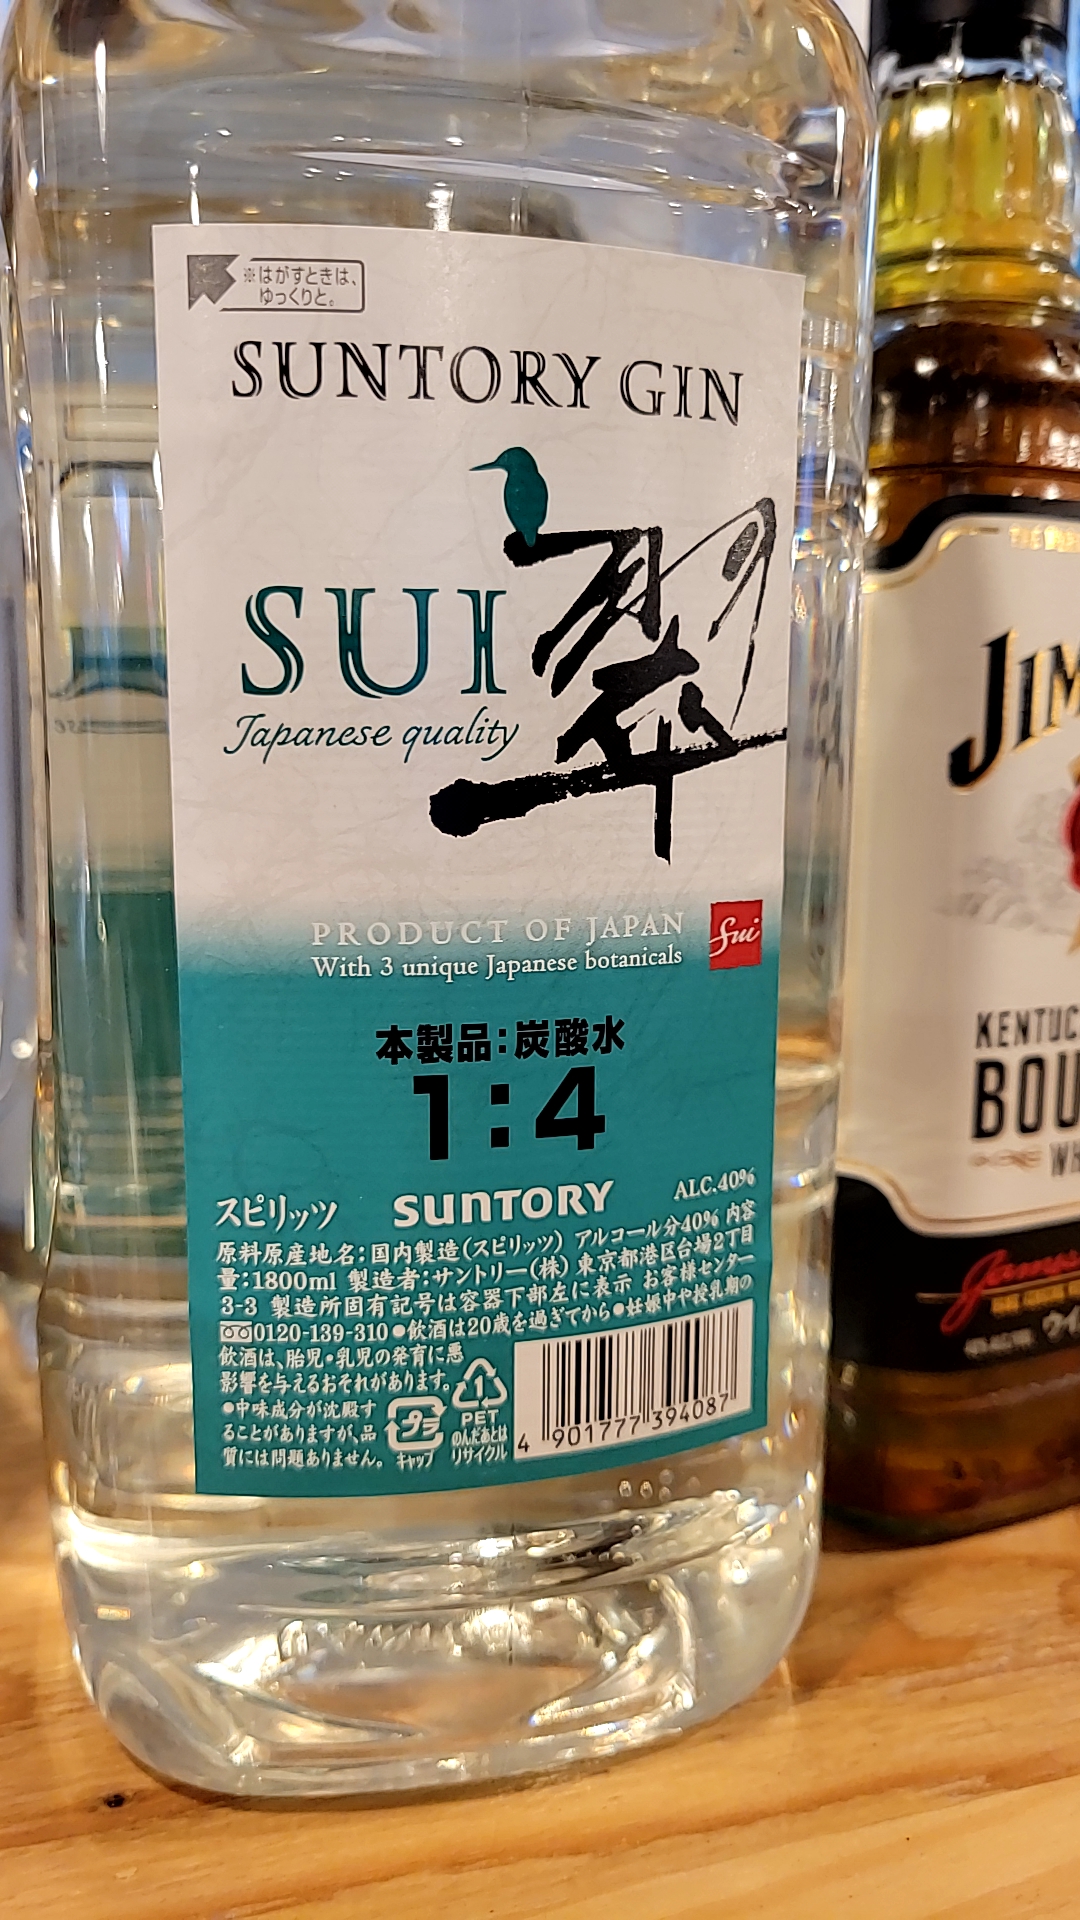 ※はがすときは、
ゆっくりと。
SUNTORY GIN
SUI 翠
Japanese quality
PRODUCT OF JAPAN
With 3 unique Japanese botanicals
Sui
本製品:炭酸水
1:4
スピリッツ SUNTORY ALC.40%
原料原産地名:国内製造(スピリッツ) アルコール分40% 内容
量:1800ml 製造者:サントリー(株) 東京都港区台場2丁目
3-3 製造所固有記号は容器下部左に表示 お客様センター
0120-139-310 ●飲酒は20歳を過ぎてから●妊娠中や授乳期の
飲酒は、胎児・乳児の発育に悪
影響を与えるおそれがあります。
●中味成分が沈殿す
ることがありますが、品
質には問題ありません。
プラ
キャップ
1
PET
のんだあとは
リサイクル
4 901777 394087
JIM
KENTUC
BOU
WH